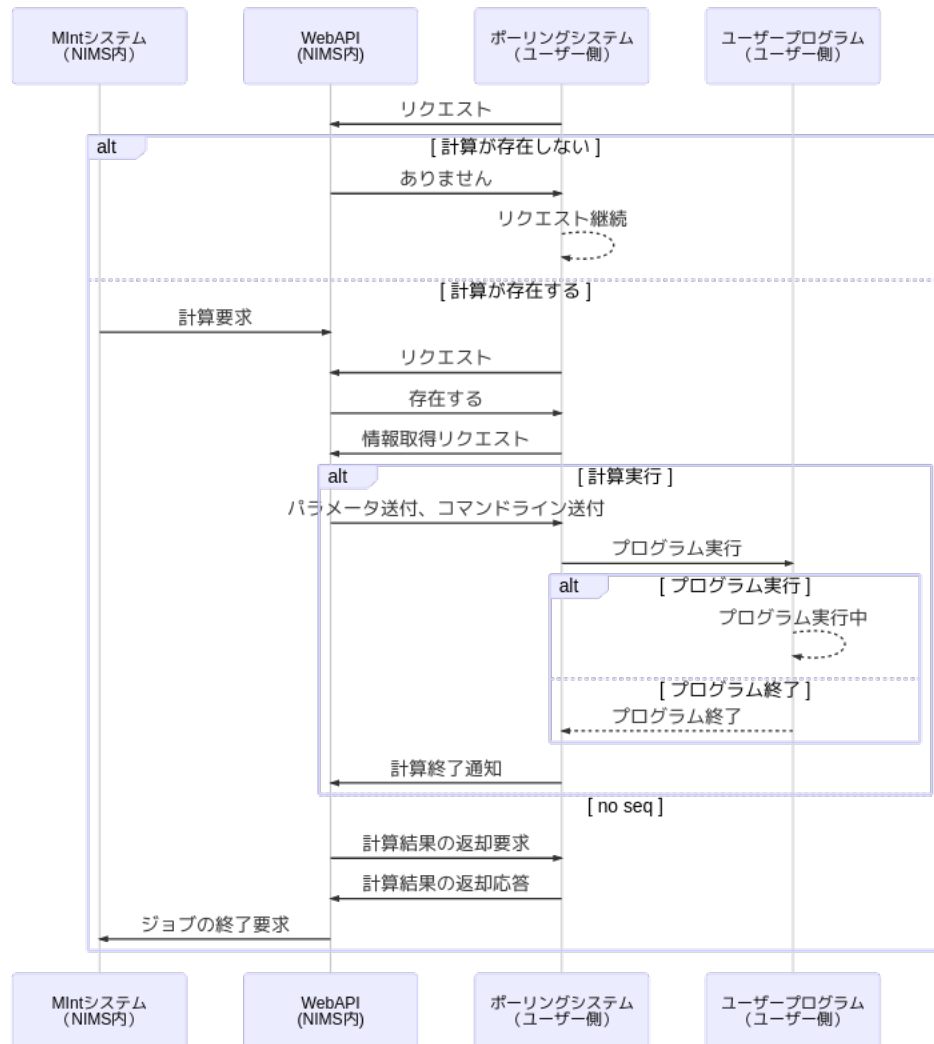 MIntシステム
（NIMS内）
WebAPI
(NIMS内)
ポーリングシステム
（ユーザー側）
ユーザープログラム
（ユーザー側）
リクエスト
alt
[ 計算が存在しない ]
ありません
リクエスト継続
[ 計算が存在する ]
計算要求
リクエスト
存在する
情報取得リクエスト
alt
[ 計算実行 ]
パラメータ送付、コマンドライン送付
プログラム実行
alt
[ プログラム実行 ]
プログラム実行中
[ プログラム終了 ]
プログラム終了
計算終了通知
[ no seq ]
計算結果の返却要求
計算結果の返却応答
ジョブの終了要求
MIntシステム
（NIMS内）
WebAPI
(NIMS内)
ポーリングシステム
（ユーザー側）
ユーザープログラム
（ユーザー側）